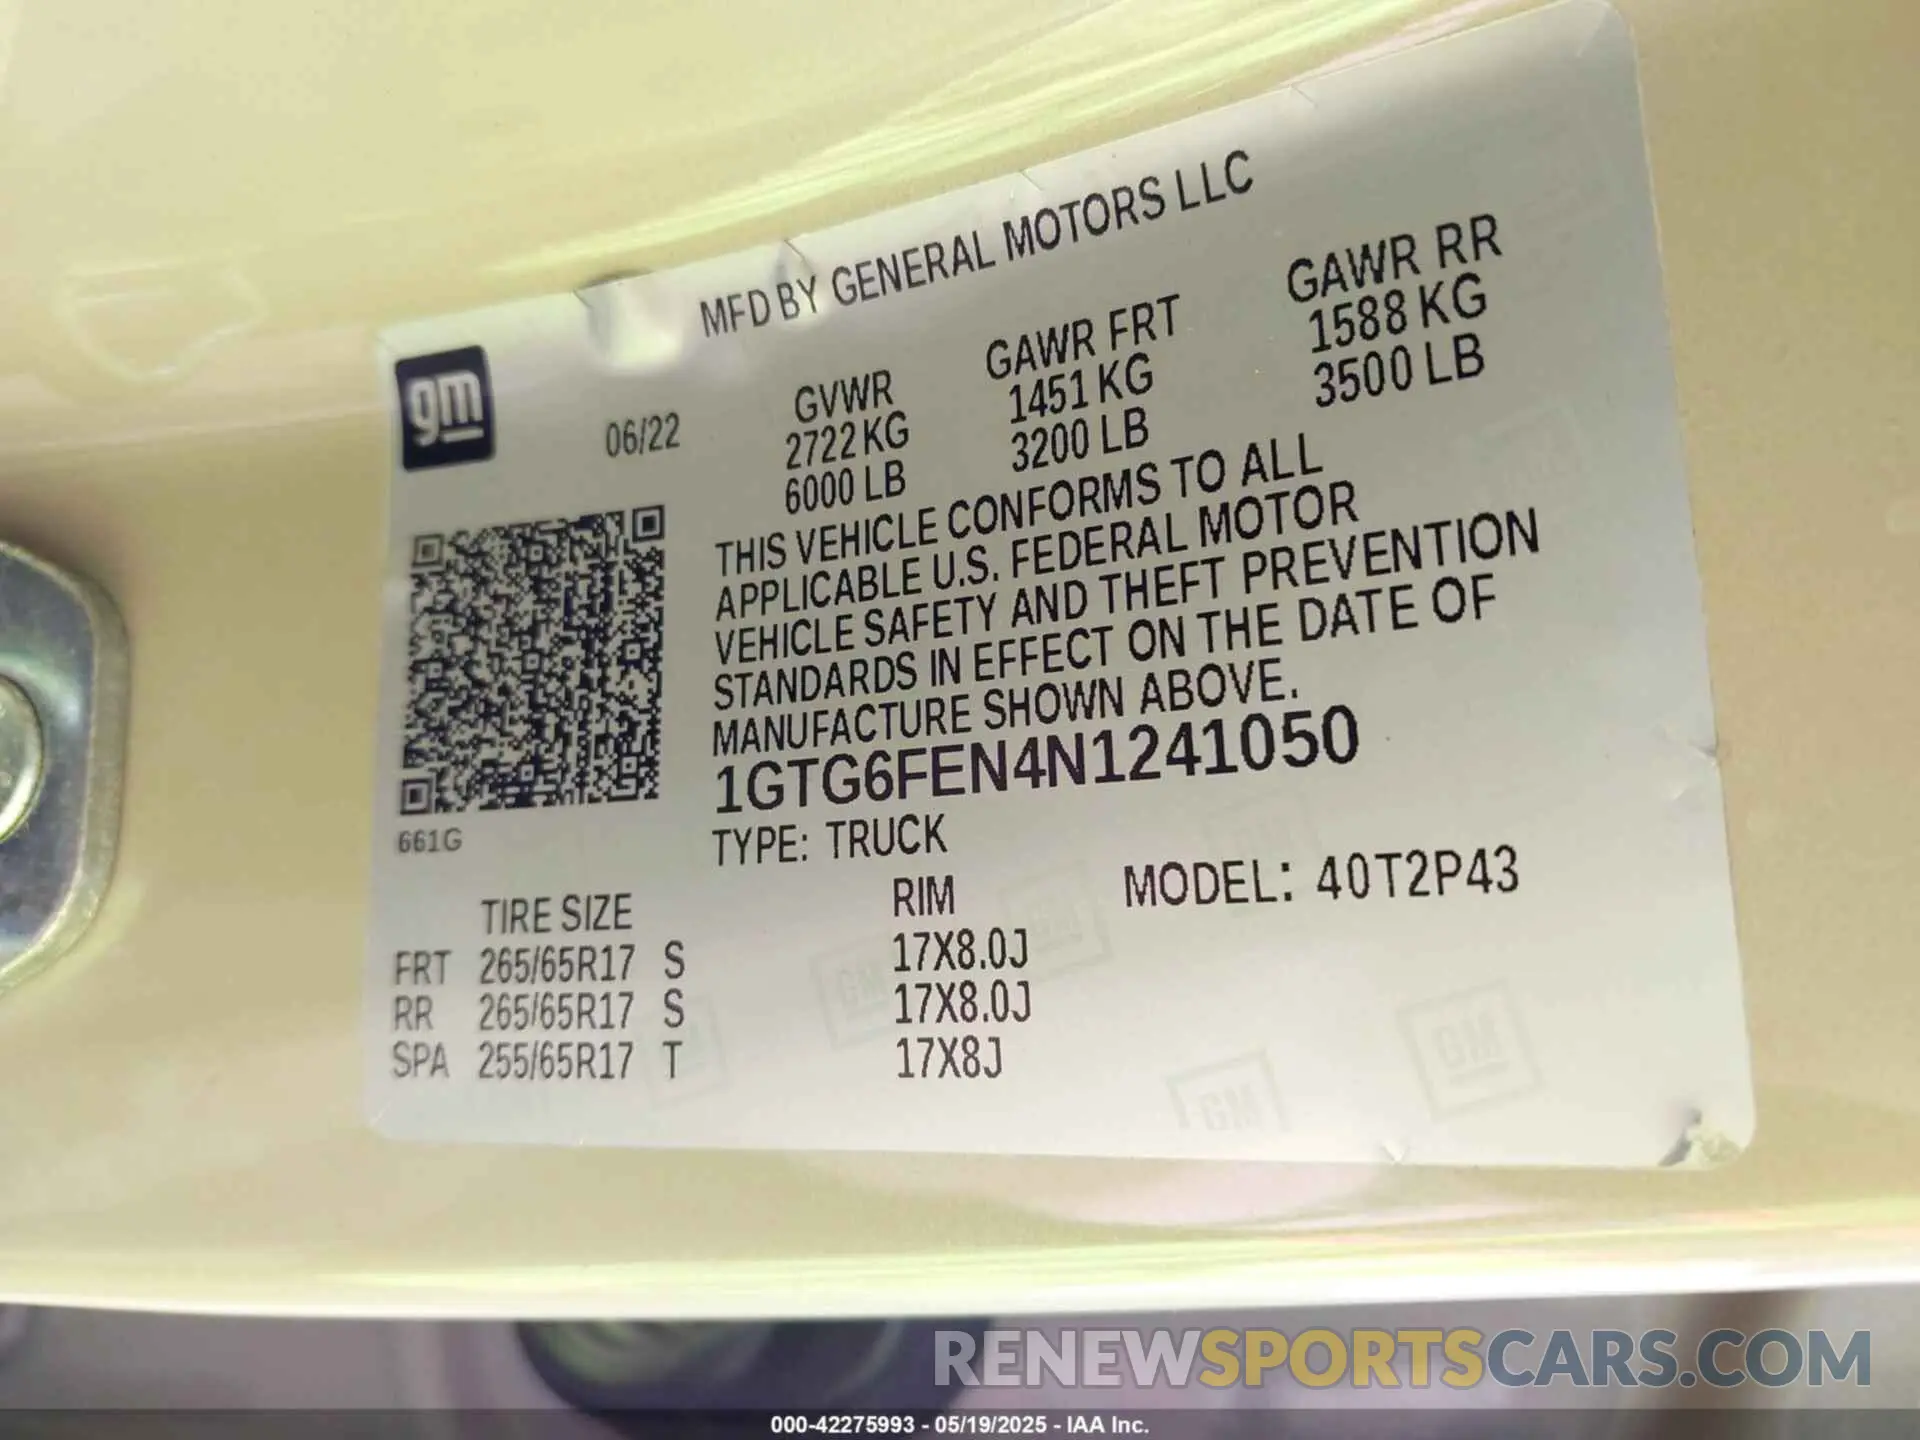 MFD BY GENERAL MOTORS LLC
gm
06/22
GVWR
2722 KG
6000 LB
GAWR FRT
1451 KG
3200 LB
GAWR RR
1588 KG
3500 LB
THIS VEHICLE CONFORMS TO ALL
APPLICABLE U.S. FEDERAL MOTOR
VEHICLE SAFETY AND THEFT PREVENTION
STANDARDS IN EFFECT ON THE DATE OF
MANUFACTURE SHOWN ABOVE.
1GTG6FEN4N1241050
661G
TYPE: TRUCK
MODEL: 40T2P43
TIRE SIZE RIM
FRT 265/65R17 S 17X8.0J
RR 265/65R17 S 17X8.0J
SPA 255/65R17 T 17X8J
GM
GM
GM
GM
RENEWSPORTSCARS.COM
000-42275993 - 05/19/2025 - IAA Inc.